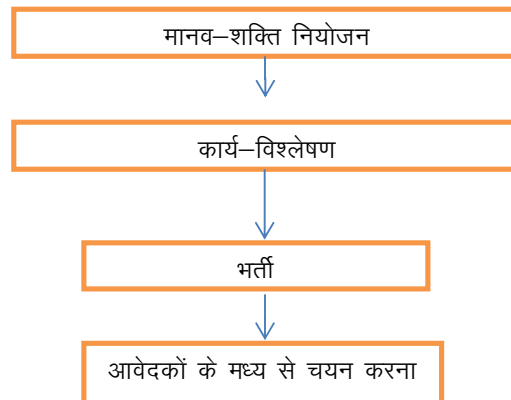 मानव–शक्ति नियोजन
कार्य–विश्लेषण
भर्ती
आवेदकों के मध्य से चयन करना